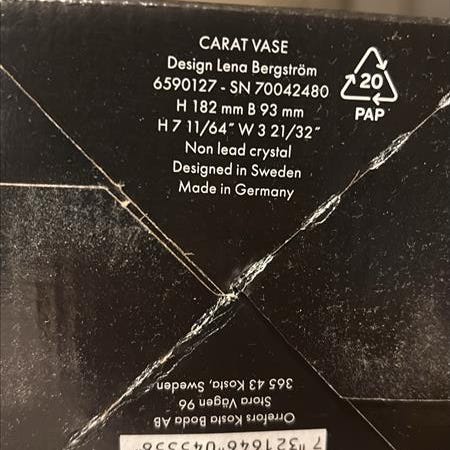 CARAT VASE
Design Lena Bergström
6590127 - SN 70042480
H 182 mm B 93 mm
H 7 11/64" W 3 21/32"
Non lead crystal
Designed in Sweden
Made in Germany
20
PAP
Orrefors Kosta Boda AB
Stora Vägen 96
365 43 Kosta, Sweden